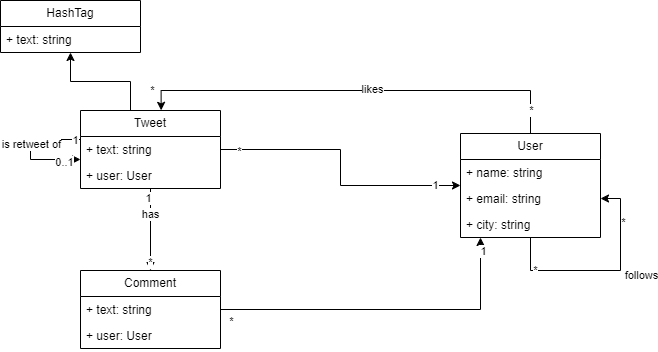 HashTag
+ text: string
* likes
*
Tweet
is retweet of 1
0..1
+ text: string
+ user: User
* 1
User
+ name: string
+ email: string
+ city: string
*
* follows
1
has
*
1
Comment
+ text: string
+ user: User
*